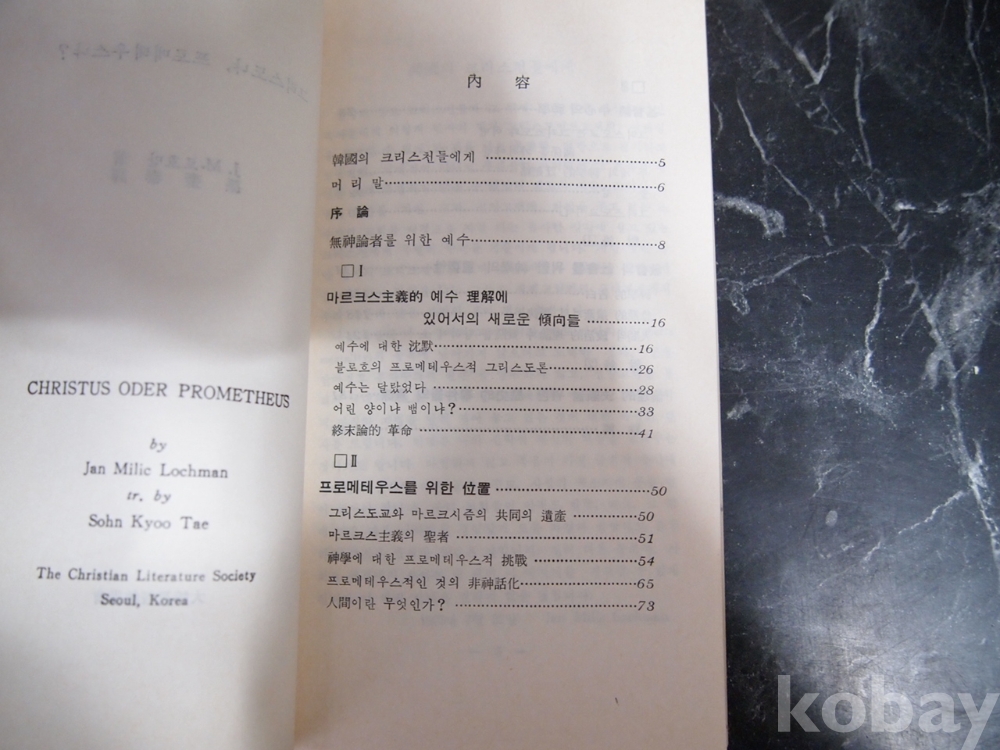 CHRISTUS ODER PROMETHEUS
by
Jan Milic Lochman
tr. by
Sohn Kyoo Tae
The Christian Literature Society
Seoul, Korea
內 容
韓國의 크리스천들에게 ……………………5
머 리 말……………………………………6
序 論
無神論者를 위한 예수……………………………8
□Ⅰ
마르크스主義的 예수 理解에
있어서의 새로운 傾向들 ……………16
예수에 대한 沈默……………………………16
블로흐의 프로메테우스적 그리스도론……………26
예수는 달랐었다 ……………………………28
어린 양이냐 뱀이냐? …………………………33
終末論的 革命 ………………………………41
□Ⅱ
프로메테우스를 위한 位置 ……………………50
그리스도교와 마르크시즘의 共同의 遺產 …………50
마르크스主義의 聖者 …………………………51
神學에 대한 프로메테우스적 挑戰 ………………54
프로메테우스적인 것의 非神話化…………………65
人間이란 무엇인가? …………………………73
kobay